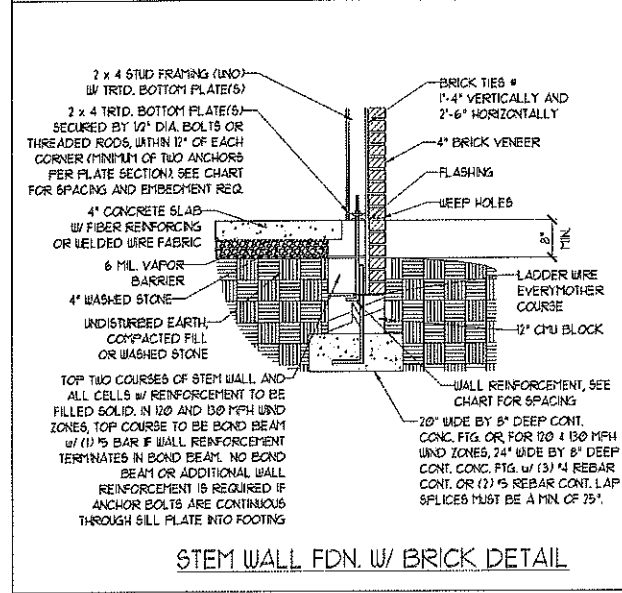 2 x 4 STUD FRAMING (UNO)
W/ TRTD. BOTTOM PLATE(S)
2 x 4 TRTD. BOTTOM PLATE(S)
SECURED BY 1/2" DIA. BOLTS OR
THREADED RODS, WITHIN 12" OF EACH
CORNER (MINIMUM OF TWO ANCHORS
PER PLATE SECTION). SEE CHART
FOR SPACING AND EMBEDMENT REQ.
4" CONCRETE SLAB
W/ FIBER REINFORCING
OR WELDED WIRE FABRIC
6 MIL. VAPOR
BARRIER
4" WASHED STONE
UNDISTURBED EARTH,
COMPACTED FILL
OR WASHED STONE
TOP TWO COURSES OF STEM WALL AND
ALL CELLS w/ REINFORCEMENT TO BE
FILLED SOLID. IN 120 AND 130 MPH WIND
ZONES, TOP COURSE TO BE BOND BEAM
w/ (1) #5 BAR IF WALL REINFORCEMENT
TERMINATES IN BOND BEAM. NO BOND
BEAM OR ADDITIONAL WALL
REINFORCEMENT IS REQUIRED IF
ANCHOR BOLTS ARE CONTINUOUS
THROUGH SILL PLATE INTO FOOTING
BRICK TIES @
1'-4" VERTICALLY AND
2'-6" HORIZONTALLY
4" BRICK VENEER
FLASHING
WEEP HOLES
8"
MIN.
LADDER WIRE
EVERYMOTHER
COURSE
12" CMU BLOCK
WALL REINFORCEMENT, SEE
CHART FOR SPACING
20" WIDE BY 8" DEEP CONT.
CONC. FTG. OR, FOR 120 & 130 MPH
WIND ZONES, 24" WIDE BY 8" DEEP
CONT. CONC. FTG. w/ (3) #4 REBAR
CONT. OR (2) #5 REBAR CONT. LAP
SPLICES MUST BE A MIN. OF 25".
STEM WALL FDN. W/ BRICK DETAIL